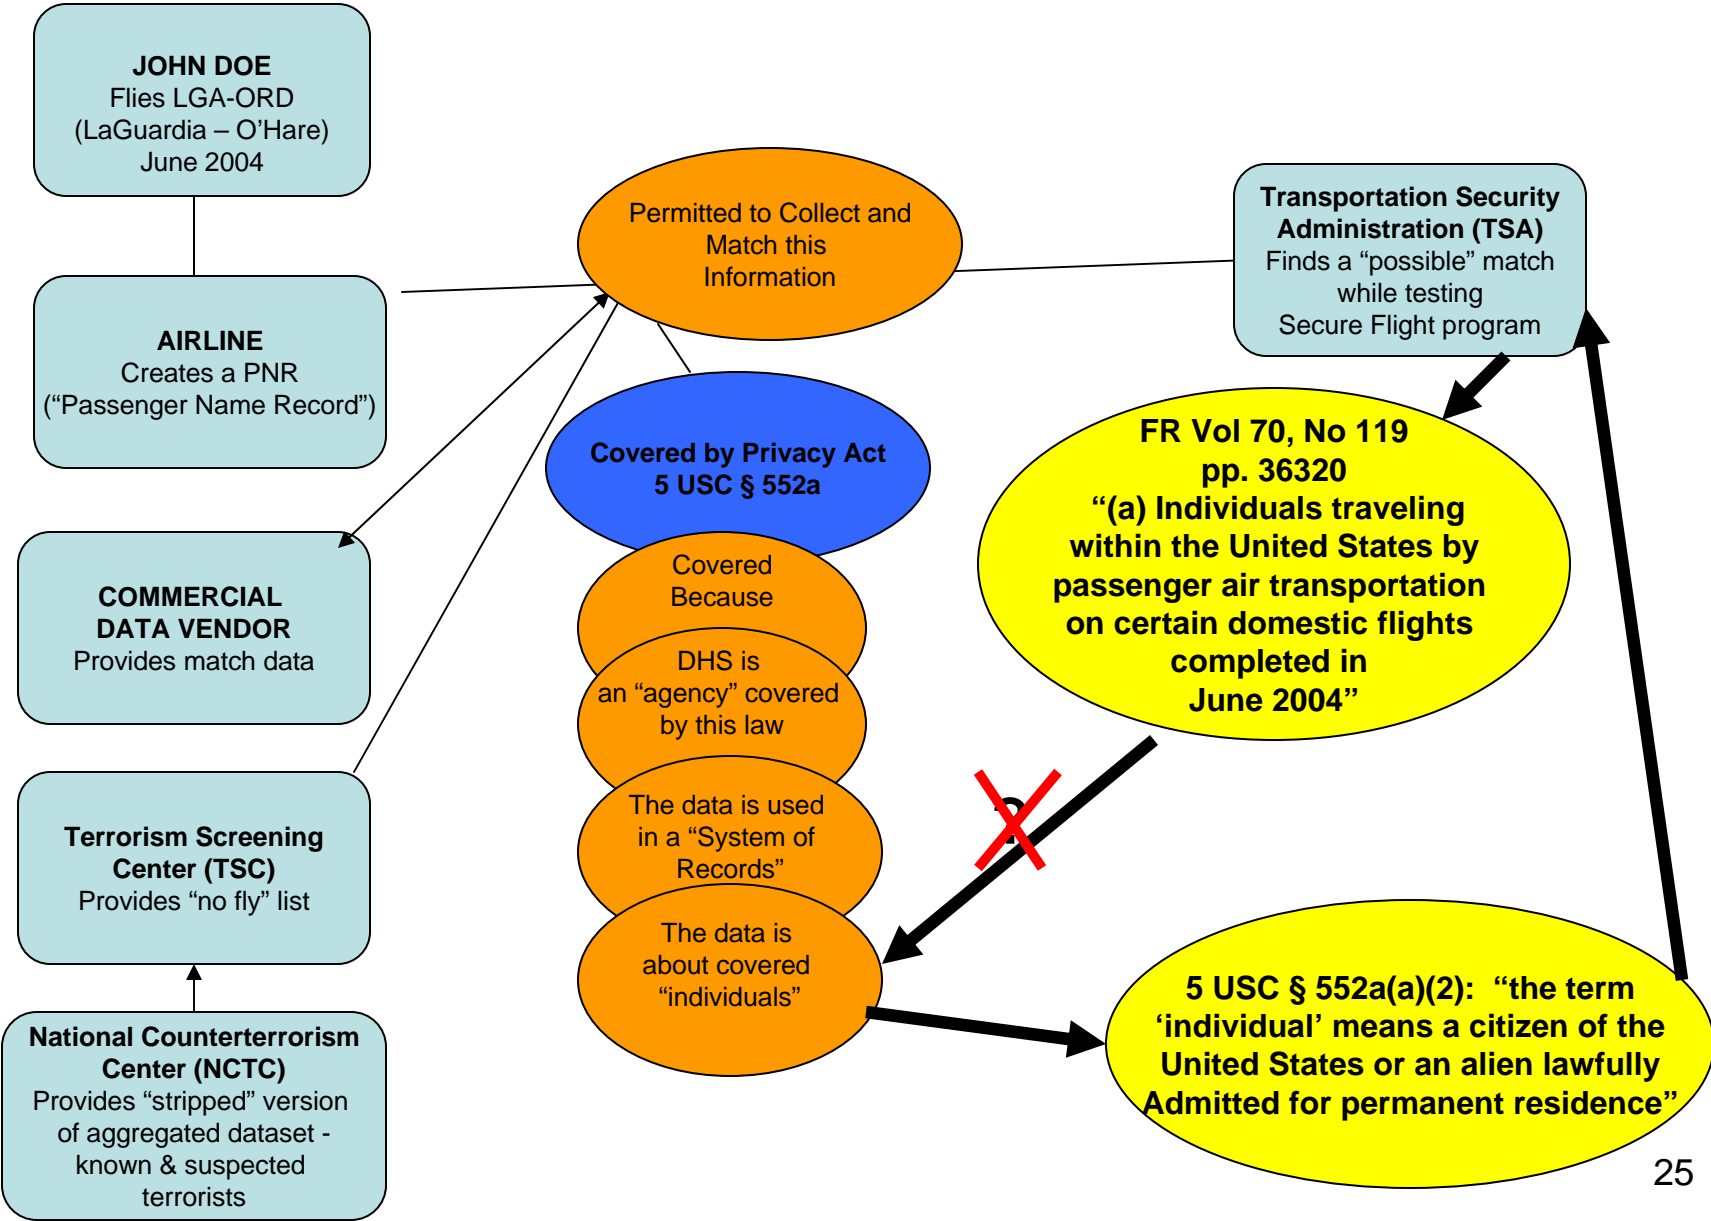 JOHN DOE
Flies LGA-ORD
(LaGuardia – O’Hare)
June 2004
AIRLINE
Creates a PNR
(“Passenger Name Record”)
COMMERCIAL
DATA VENDOR
Provides match data
Terrorism Screening
Center (TSC)
Provides “no fly” list
National Counterterrorism
Center (NCTC)
Provides “stripped” version
of aggregated dataset -
known & suspected
terrorists
Permitted to Collect and
Match this
Information
Covered by Privacy Act
5 USC § 552a
Covered
Because
DHS is
an “agency” covered
by this law
The data is used
in a “System of
Records”
The data is
about covered
“individuals”
Transportation Security
Administration (TSA)
Finds a “possible” match
while testing
Secure Flight program
FR Vol 70, No 119
pp. 36320
“(a) Individuals traveling
within the United States by
passenger air transportation
on certain domestic flights
completed in
June 2004”
?
5 USC § 552a(a)(2):  “the term
‘individual’ means a citizen of the
United States or an alien lawfully
Admitted for permanent residence”
25